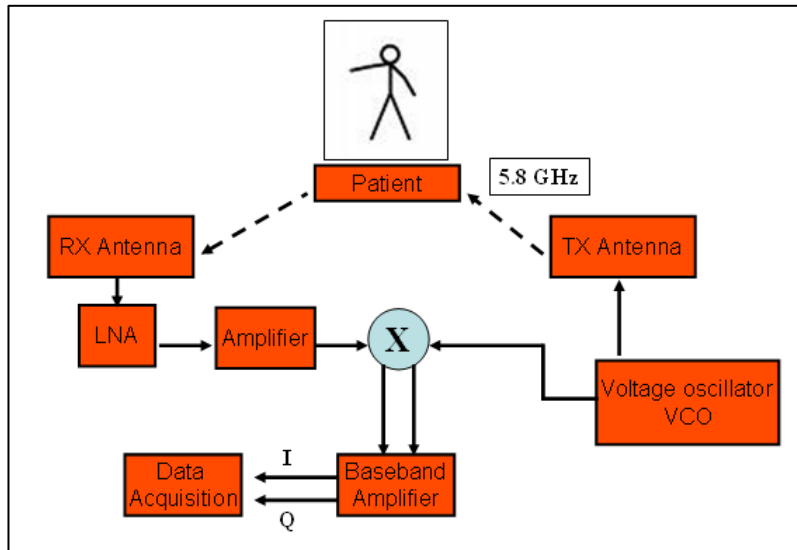 Patient
5.8 GHz
RX Antenna
TX Antenna
LNA
Amplifier
X
Voltage oscillator
VCO
I
Data
Acquisition
Baseband
Amplifier
Q